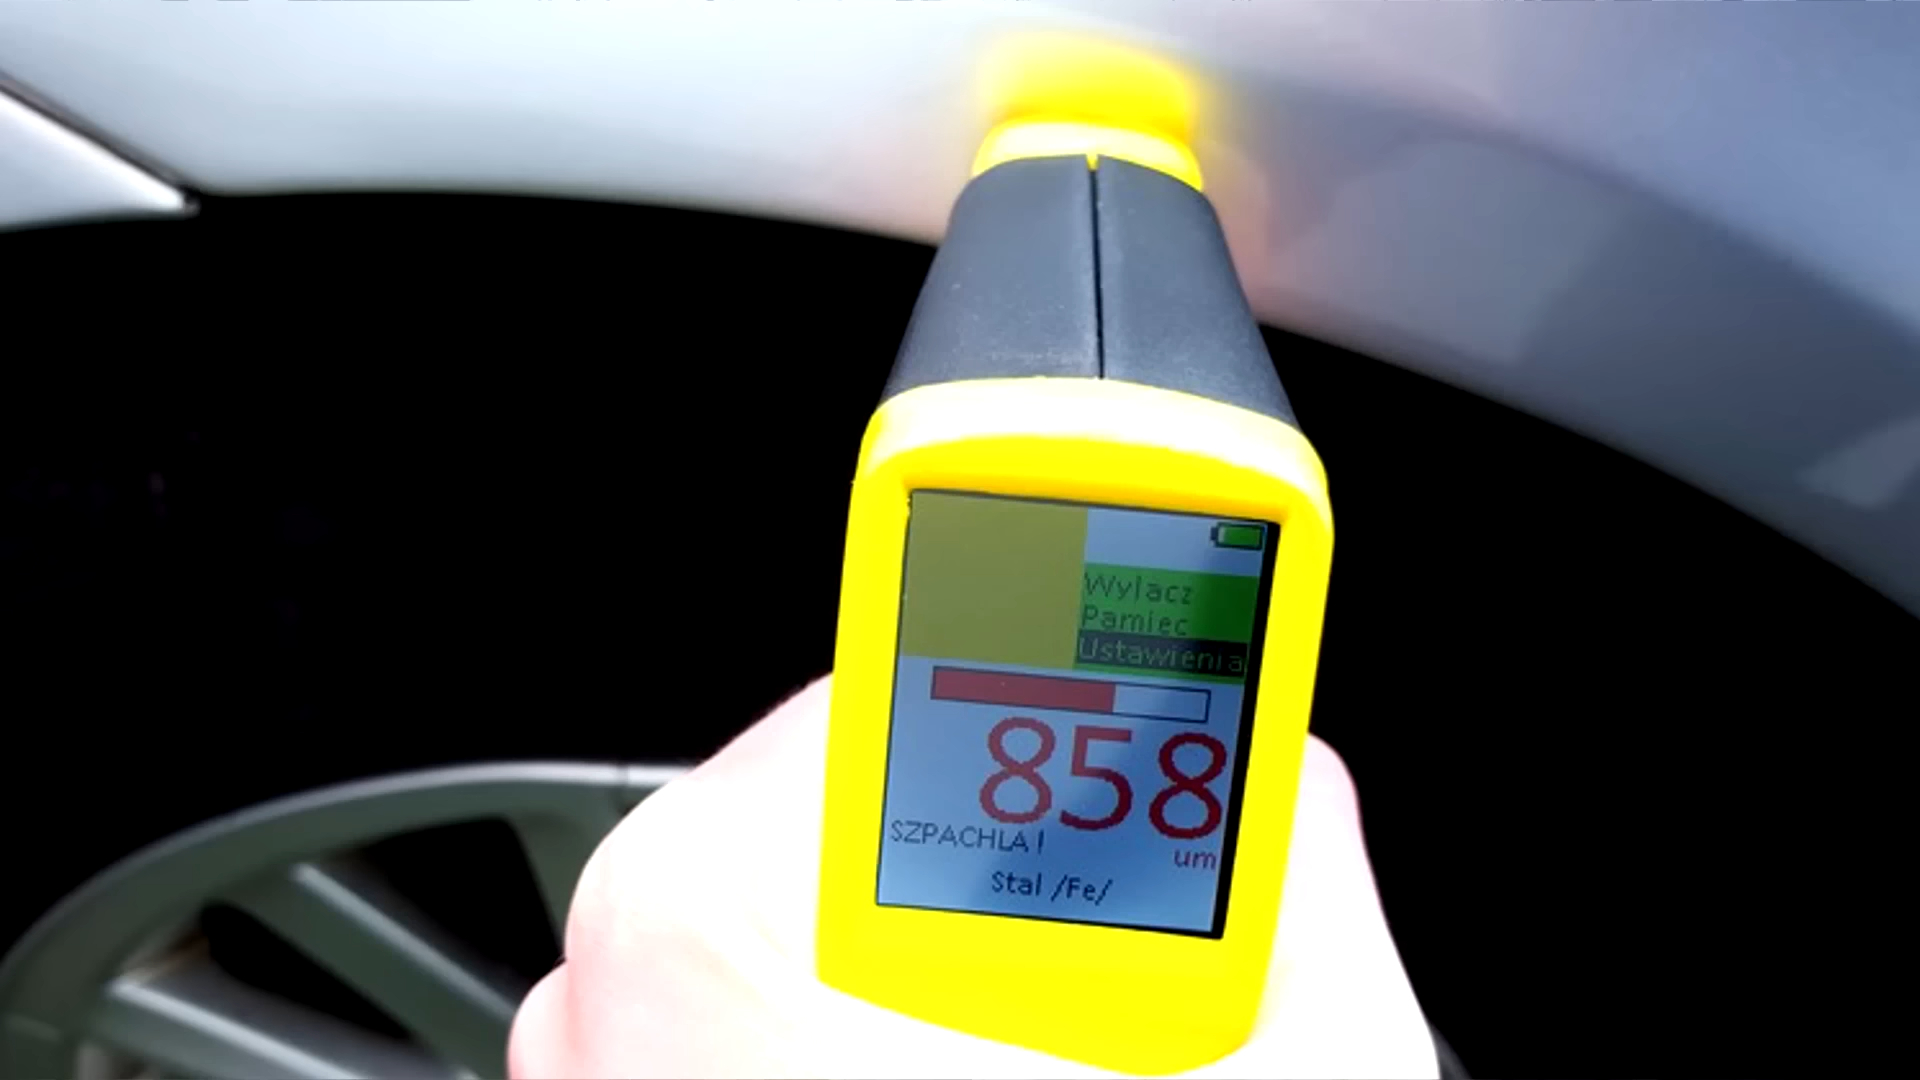 Wylacz
Pamiec
Ustawienia
858
SZPACHLA!
um
Stal /Fe/